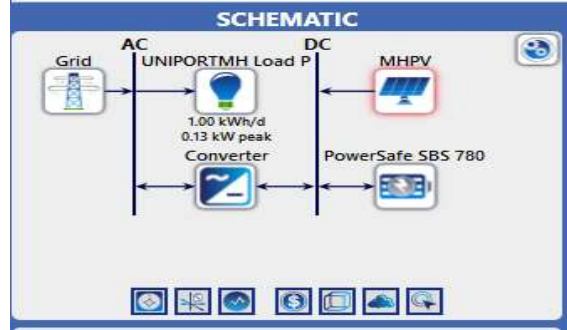 SCHEMATIC
AC DC
Grid UNIPORTMH Load P MHPV
1.00 kWh/d
0.13 kW peak
Converter PowerSafe SBS 780